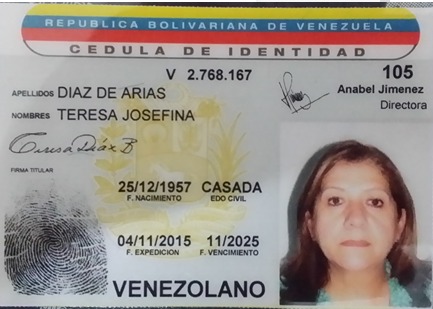 REPUBLICA BOLIVARIANA DE VENEZUELA
CEDULA DE IDENTIDAD
V 2.768.167
105
Anabel Jimenez
Directora
APELLIDOS DIAZ DE ARIAS
NOMBRES TERESA JOSEFINA
Teresa Diáz B
FIRMA TITULAR
25/12/1957 CASADA
F. NACIMIENTO EDO CIVIL
04/11/2015 11/2025
F. EXPEDICION F. VENCIMIENTO
VENEZOLANO